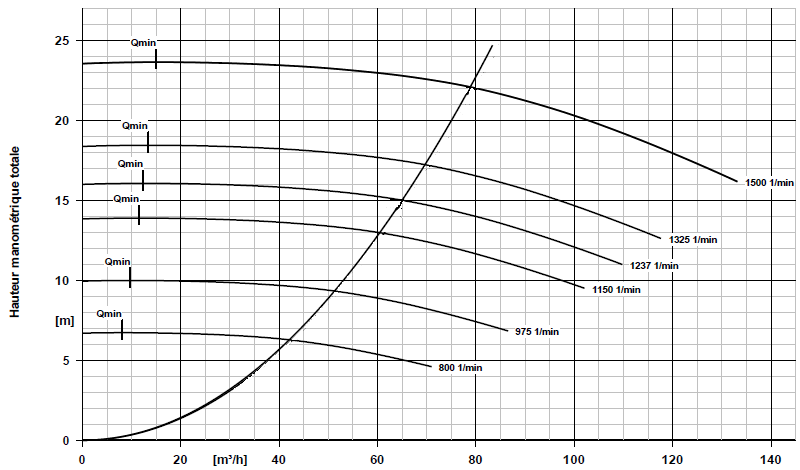 25
Qmin
20
Qmin
Qmin
1500 1/min
15
Qmin
1325 1/min
1237 1/min
Hauteur manométrique totale
10
Qmin
1150 1/min
[m]
Qmin
975 1/min
5
800 1/min
0
0 20 [m³/h] 40 60 80 100 120 140